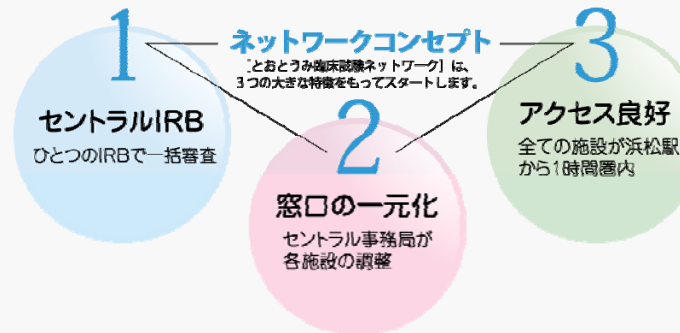 ネットワークコンセプト
[とおとうみ臨床試験ネットワーク]は、
3つの大きな特徴をもってスタートします。
1
セントラルIRB
ひとつのIRBで一括審査
2
窓口の一元化
セントラル事務局が
各施設の調整
3
アクセス良好
全ての施設が浜松駅
から1時間圏内